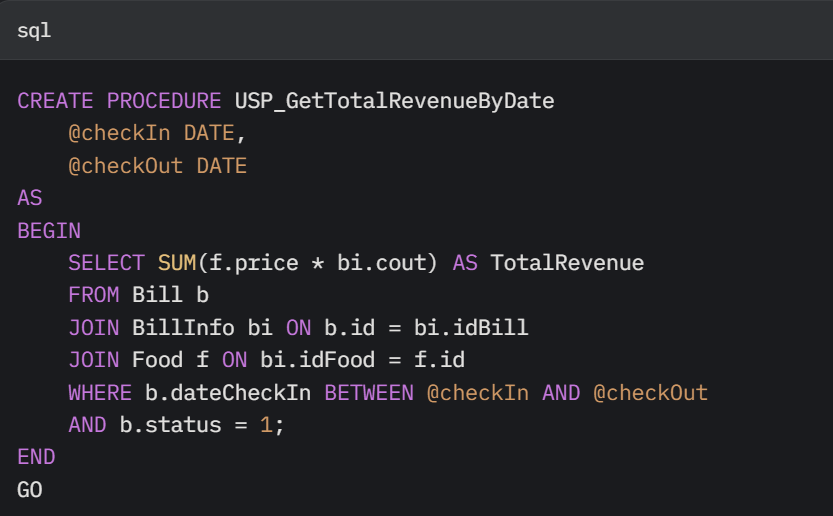 sql
CREATE PROCEDURE USP_GetTotalRevenueByDate
@checkIn DATE,
@checkOut DATE
AS
BEGIN
SELECT SUM(f.price * bi.cout) AS TotalRevenue
FROM Bill b
JOIN BillInfo bi ON b.id = bi.idBill
JOIN Food f ON bi.idFood = f.id
WHERE b.dateCheckIn BETWEEN @checkIn AND @checkOut
AND b.status = 1;
END
GO